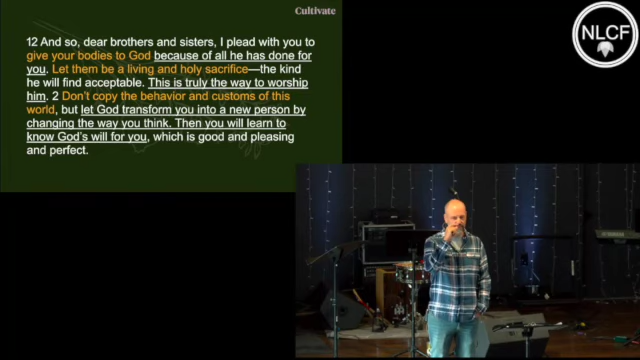 Cultivate
12 And so, dear brothers and sisters, I plead with you to
give your bodies to God because of all he has done for
you. Let them be a living and holy sacrifice—the kind
he will find acceptable. This is truly the way to worship
him. 2 Don't copy the behavior and customs of this
world, but let God transform you into a new person by
changing the way you think. Then you will learn to
know God's will for you, which is good and pleasing
and perfect.
NLCF